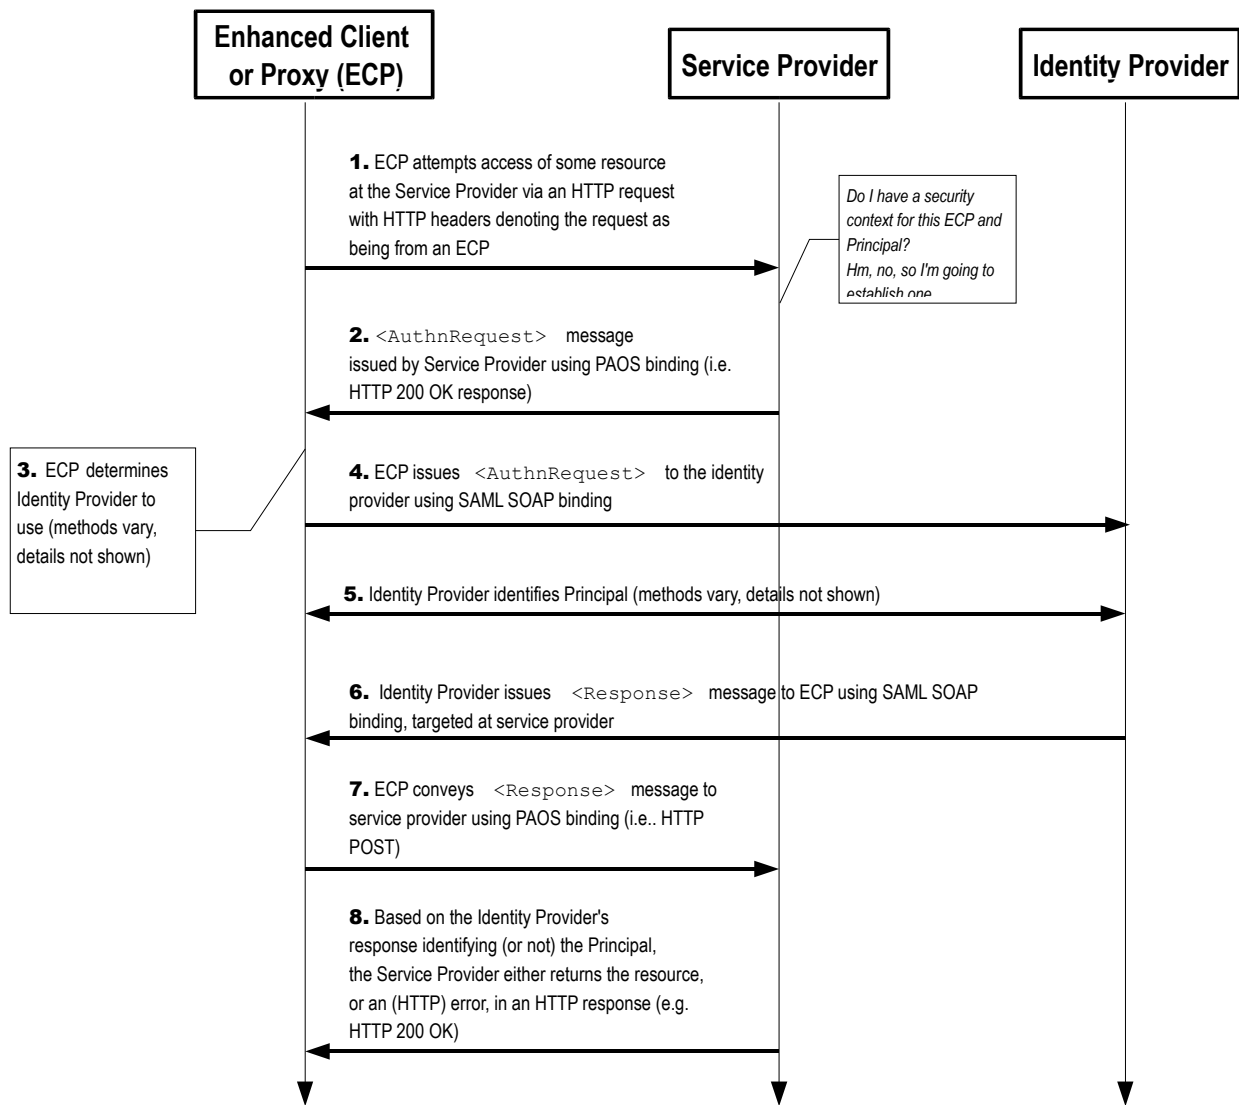 Enhanced Client
or Proxy (ECP)
Service Provider
Identity Provider
1. ECP attempts access of some resource
at the Service Provider via an HTTP request
with HTTP headers denoting the request as
being from an ECP
Do I have a security
context for this ECP and
Principal?
Hm, no, so I'm going to
establish one
2. <AuthnRequest> message
issued by Service Provider using PAOS binding (i.e.
HTTP 200 OK response)
3. ECP determines
Identity Provider to
use (methods vary,
details not shown)
4. ECP issues <AuthnRequest> to the identity
provider using SAML SOAP binding
5. Identity Provider identifies Principal (methods vary, details not shown)
6. Identity Provider issues <Response> message to ECP using SAML SOAP
binding, targeted at service provider
7. ECP conveys <Response> message to
service provider using PAOS binding (i.e.. HTTP
POST)
8. Based on the Identity Provider's
response identifying (or not) the Principal,
the Service Provider either returns the resource,
or an (HTTP) error, in an HTTP response (e.g.
HTTP 200 OK)